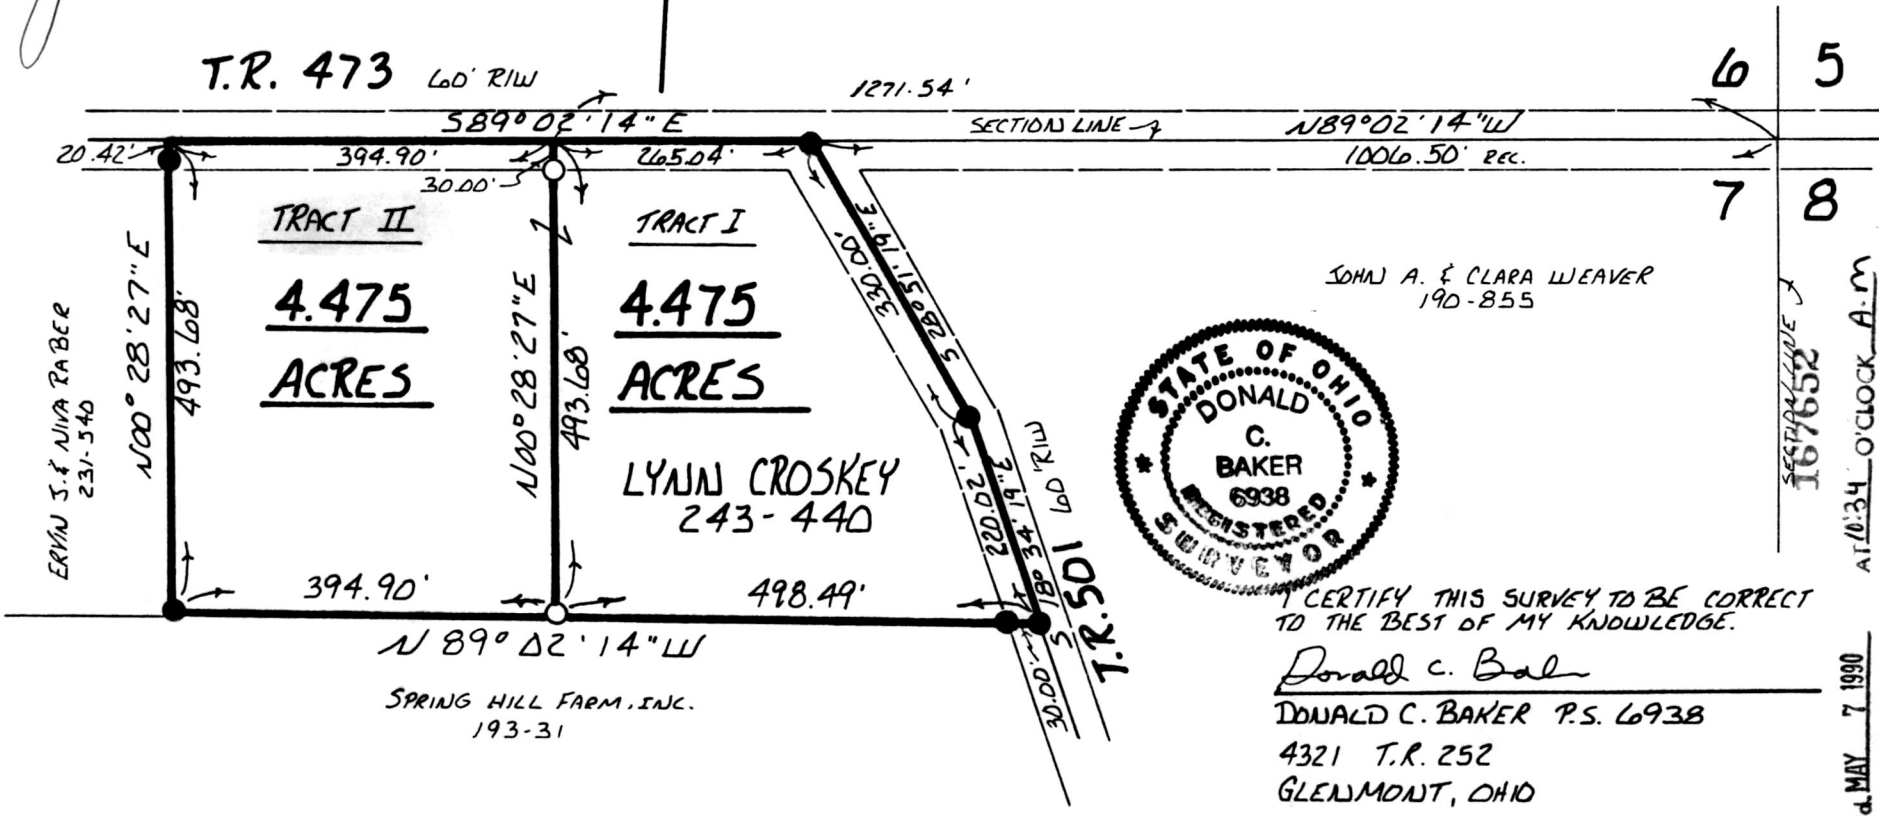 T.R. 473 60' R/W
1271.54'
6 5
S89° 02' 14" E
SECTION LINE
N89° 02' 14" W
20.42'
394.90'
265.04'
1006.50' REC.
30.00'
7 8
TRACT II
4.475
ACRES
TRACT I
4.475
ACRES
LYNN CROSKEY
243-440
ERVIN J. & NIVA RABER
231-540
N00° 28' 27" E
493.68'
N00° 28' 27" E
493.68'
S 28° 51' 19" E
330.00'
S 18° 34' 19" E
220.02'
T.R. 501 60' R/W
30.00'
394.90'
498.49'
N 89° 02' 14" W
SPRING HILL FARM, INC.
193-31
JOHN A. & CLARA WEAVER
190-855
STATE OF OHIO
DONALD
C.
BAKER
6938
REGISTERED
SURVEYOR
SECTION LINE
167652
AT 10:34 O'CLOCK A.M
MAY 7 1990
I CERTIFY THIS SURVEY TO BE CORRECT
TO THE BEST OF MY KNOWLEDGE.
Donald C. Baker
DONALD C. BAKER P.S. 6938
4321 T.R. 252
GLENMONT, OHIO